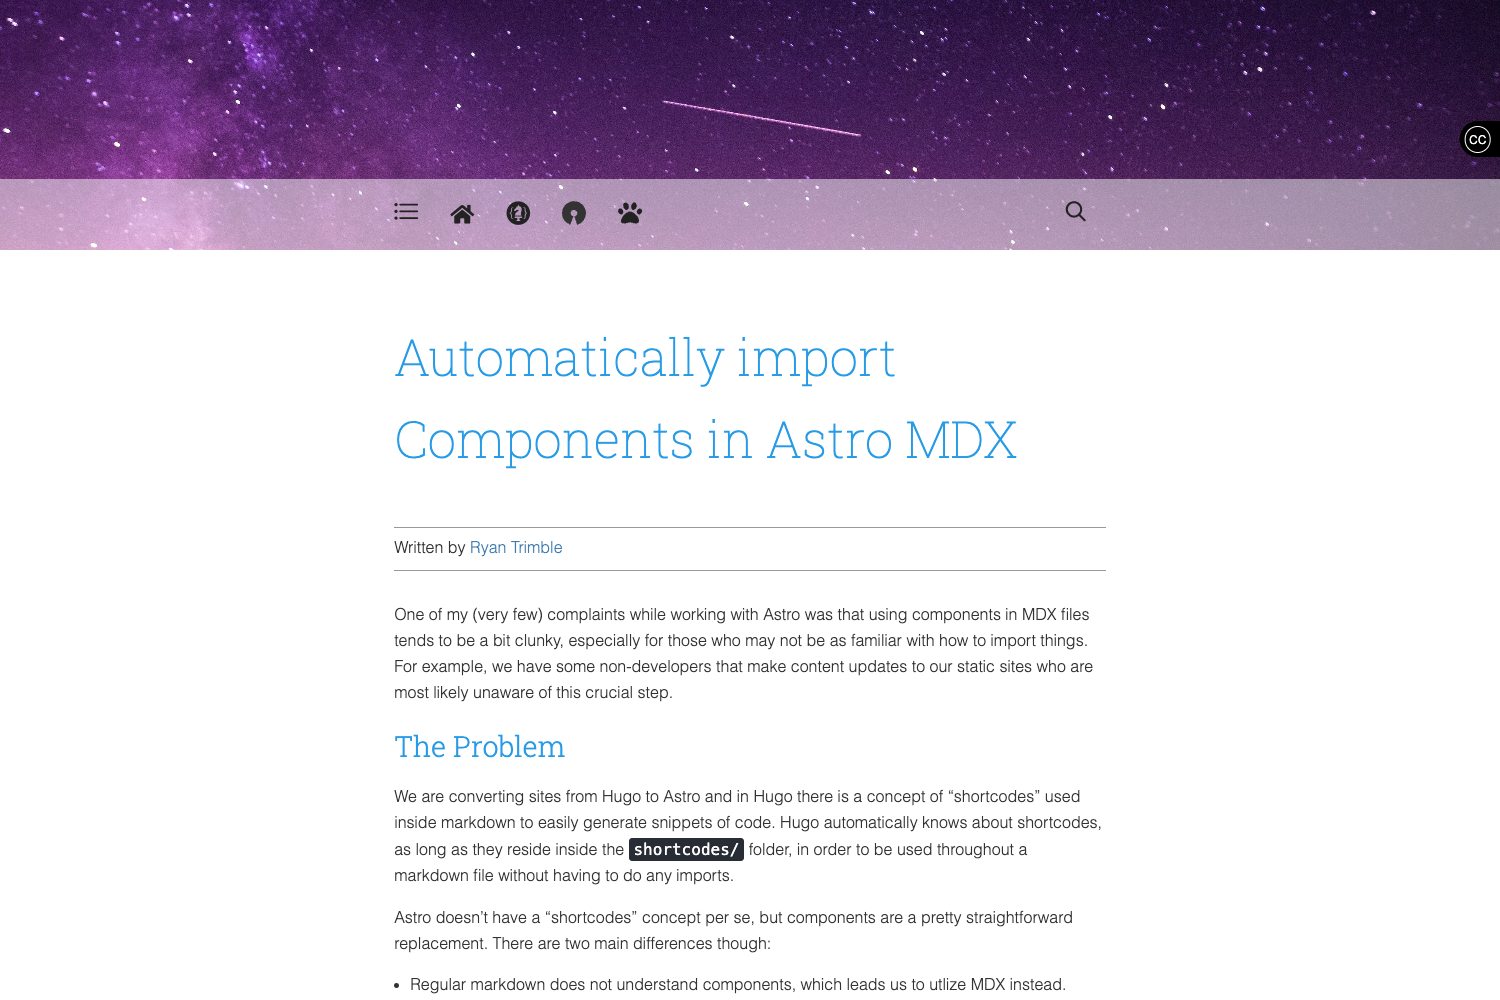 CC
Automatically import
Components in Astro MDX
Written by Ryan Trimble
One of my (very few) complaints while working with Astro was that using components in MDX files
tends to be a bit clunky, especially for those who may not be as familiar with how to import things.
For example, we have some non-developers that make content updates to our static sites who are
most likely unaware of this crucial step.
The Problem
We are converting sites from Hugo to Astro and in Hugo there is a concept of “shortcodes” used
inside markdown to easily generate snippets of code. Hugo automatically knows about shortcodes,
as long as they reside inside the shortcodes/ folder, in order to be used throughout a
markdown file without having to do any imports.
Astro doesn’t have a “shortcodes” concept per se, but components are a pretty straightforward
replacement. There are two main differences though:
• Regular markdown does not understand components, which leads us to utlize MDX instead.